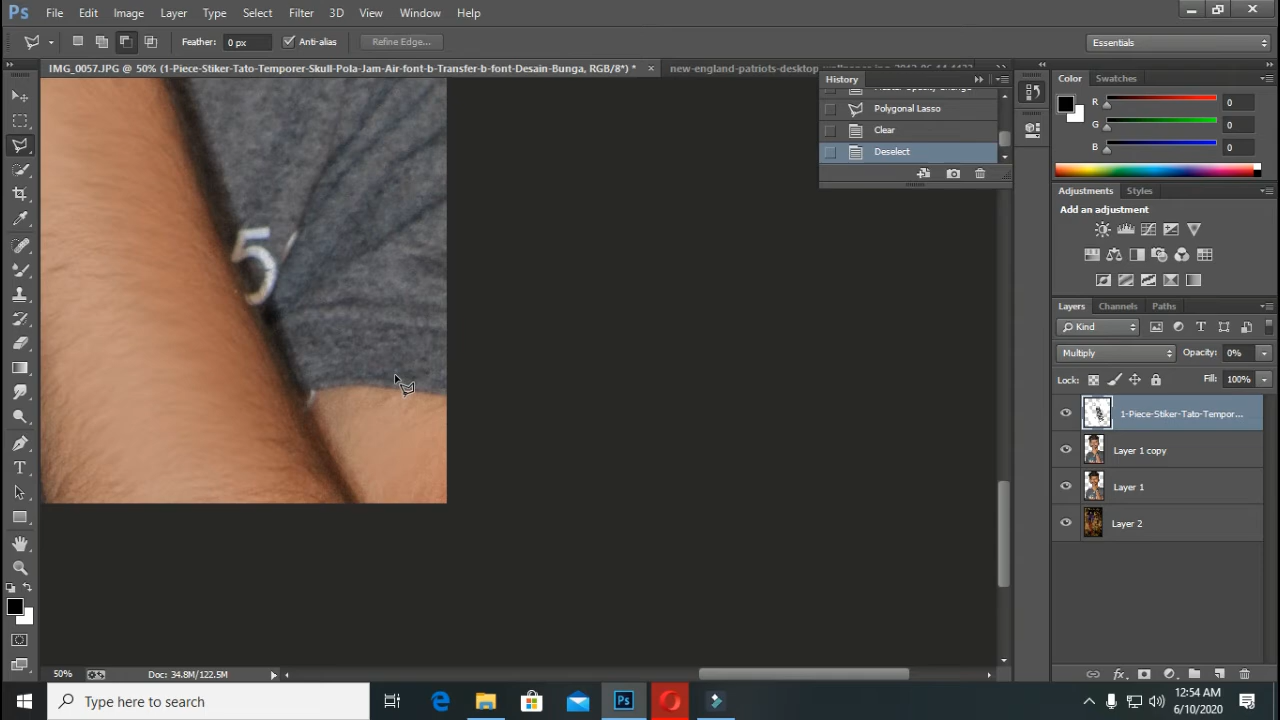 Ps File Edit Image Layer Type Select Filter 3D View Window Help
Feather: 0 px Anti-alias Refine Edge... Essentials
IMG_0057.JPG @ 50% (1-Piece-Stiker-Tato-Temporer-Skull-Pola-Jam-Air-font-b-Transfer-b-font-Desain-Bunga, RGB/8*) * ×
History
Polygonal Lasso
Clear
Deselect
Color Swatches
R 0
G 0
B 0
Adjustments Styles
Add an adjustment
Layers Channels Paths
Kind
Multiply Opacity: 0%
Lock: Fill: 100%
1-Piece-Stiker-Tato-Tempor...
Layer 1 copy
Layer 1
Layer 2
5
50% Doc: 34.8M/122.5M
Type here to search
Ps
12:54 AM
6/10/2020